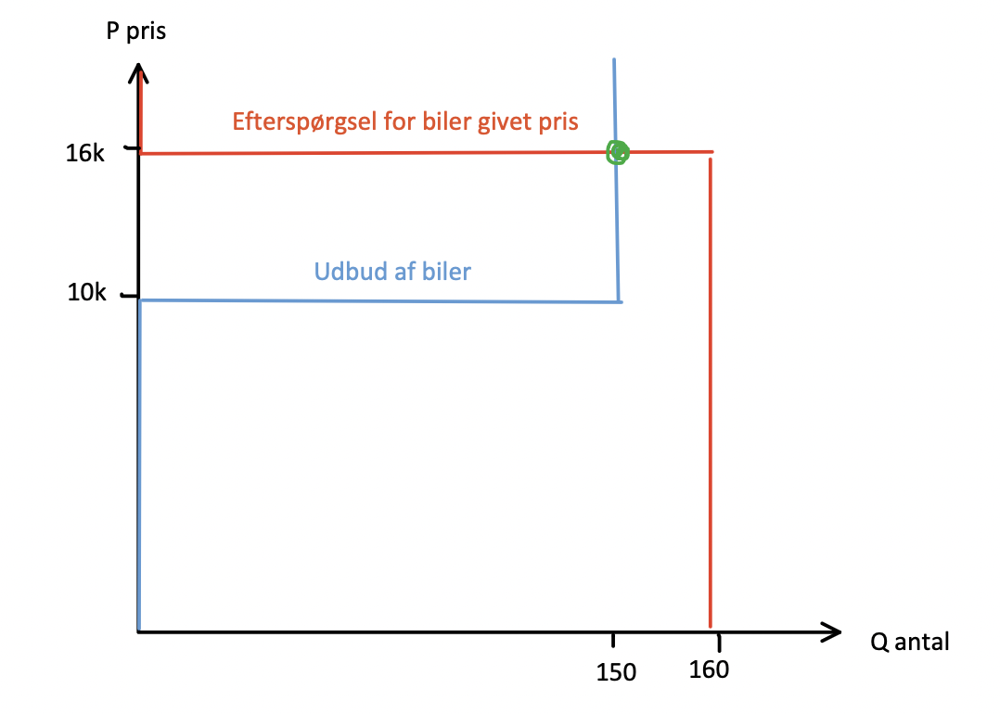 P pris
Efterspørgsel for biler givet pris
16k
Udbud af biler
10k
Q antal
150
160